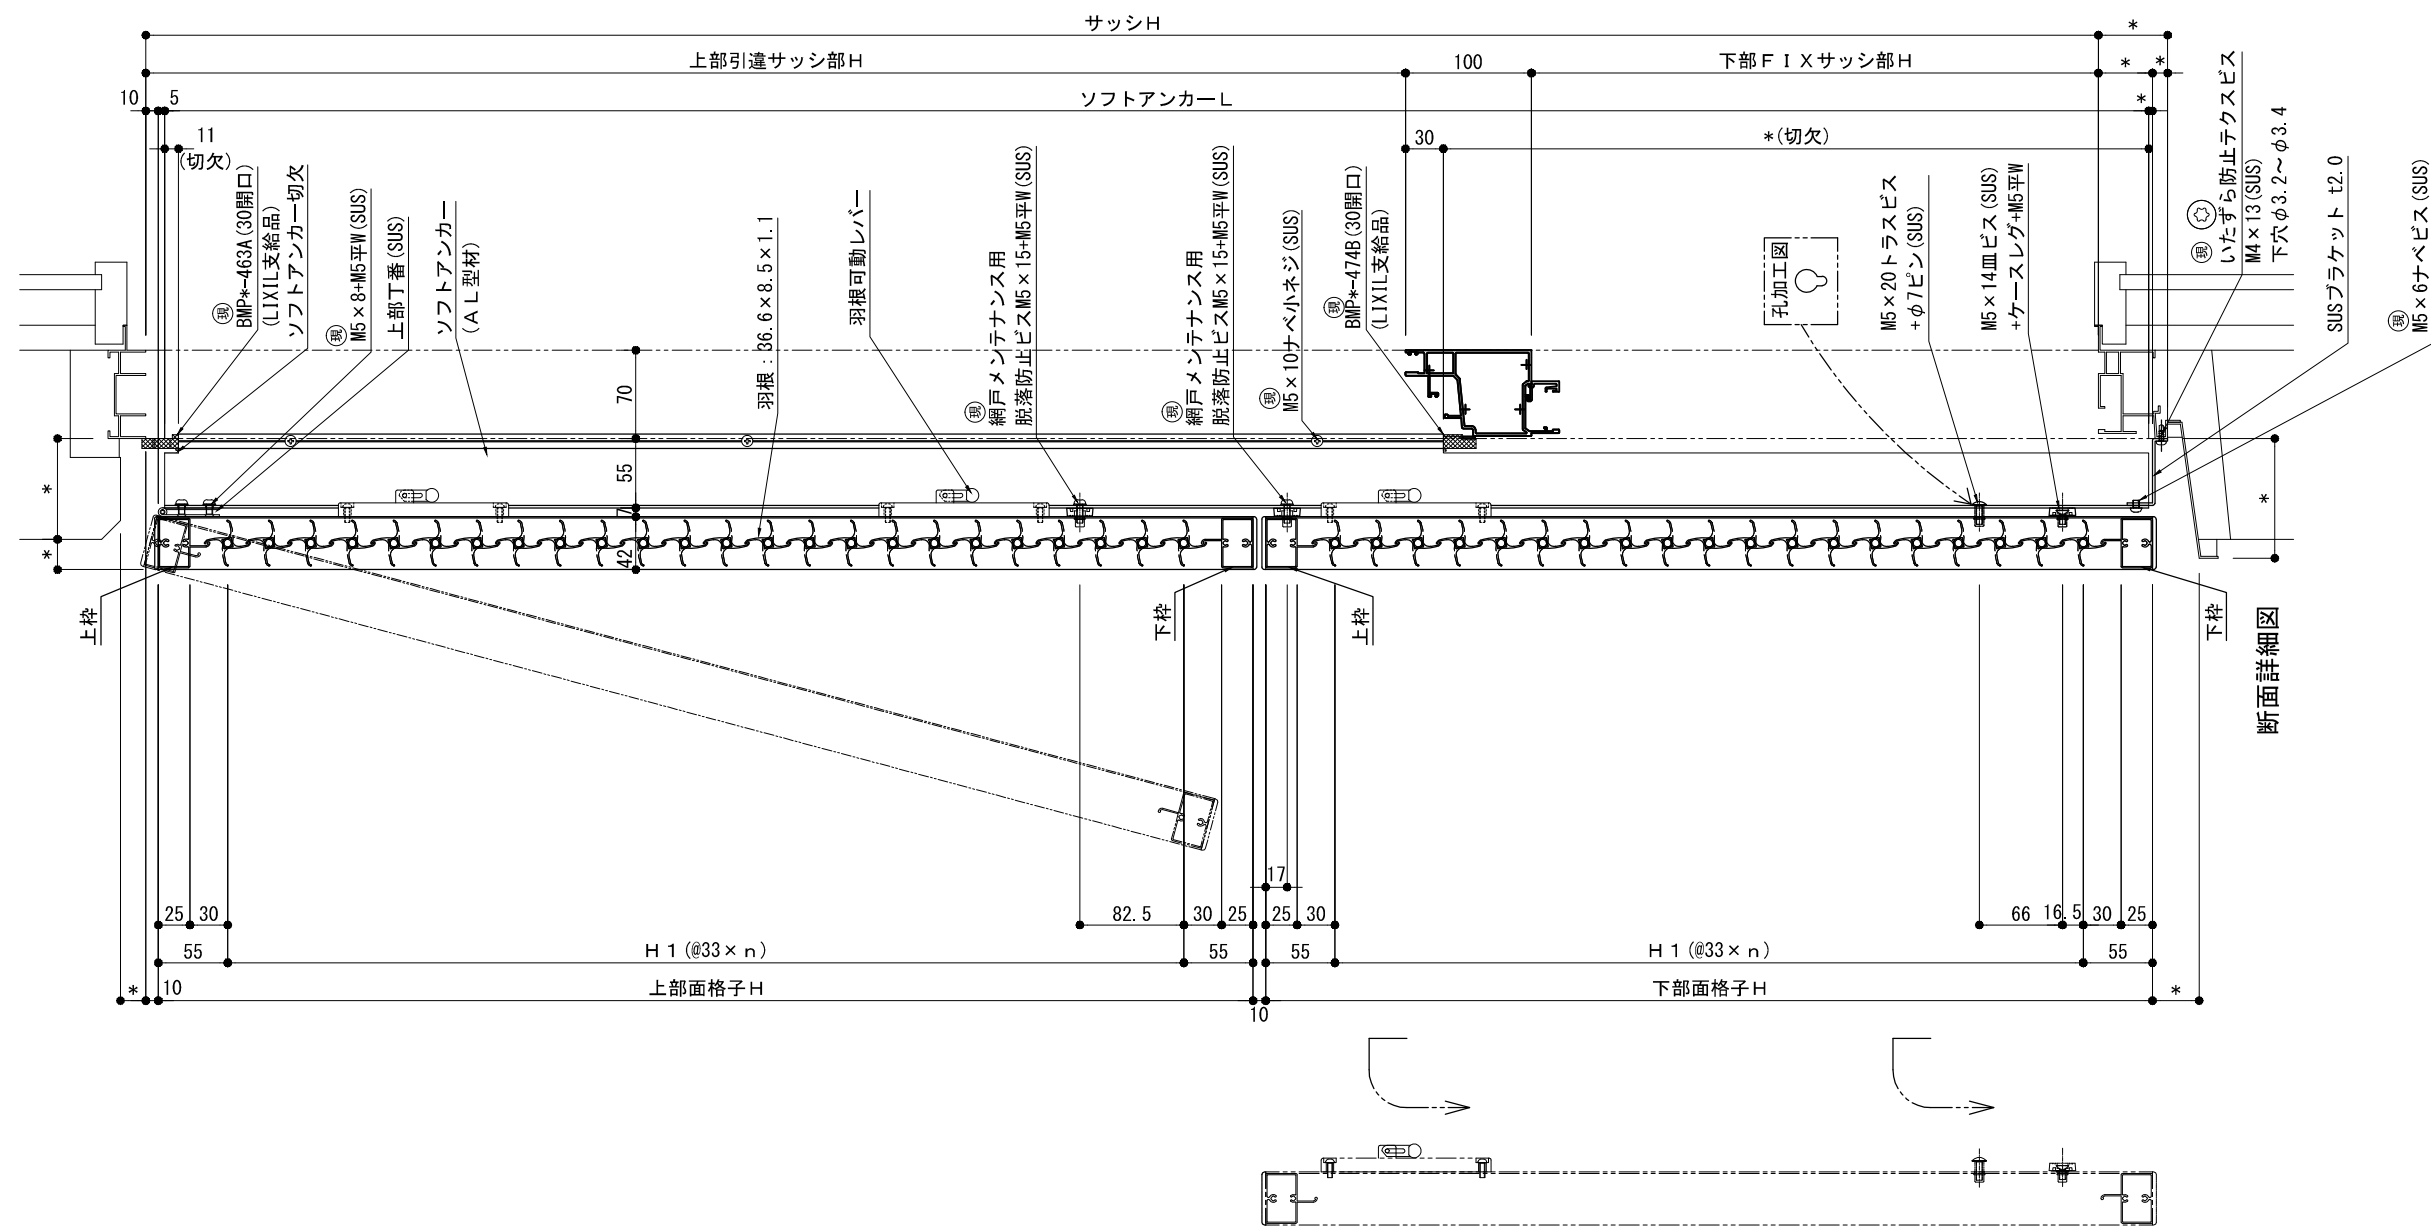 サッシH
*
上部引違サッシ部H
100
下部FIXサッシ部H
*
*
10
5
ソフトアンカーL
*
11
(切欠)
30
*(切欠)
現
BMP*-463A(30開口)
(LIXIL支給品)
ソフトアンカー切欠
現
M5×8+M5平W(SUS)
上部丁番(SUS)
ソフトアンカー
(AL型材)
羽根:36.6×8.5×1.1
羽根可動レバー
現
網戸メンテナンス用
脱落防止ビスM5×15+M5平W(SUS)
現
網戸メンテナンス用
脱落防止ビスM5×15+M5平W(SUS)
現
M5×10ナベ小ネジ(SUS)
現
BMP*-474B(30開口)
(LIXIL支給品)
孔加工図
M5×20トラスビス
+φ7ピン(SUS)
M5×14皿ビス(SUS)
+ケースレグ+M5平W
現
いたずら防止テクスビス
M4×13(SUS)
下穴φ3.2~φ3.4
SUSブラケット t2.0
現
M5×6ナベビス(SUS)
70
55
7
42
*
*
*
上枠
下枠
上枠
下枠
断面詳細図
17
25
30
82.5
30
25
25
30
66
16.5
30
25
55
H1(@33×n)
55
55
H1(@33×n)
55
*
10
上部面格子H
10
下部面格子H
*